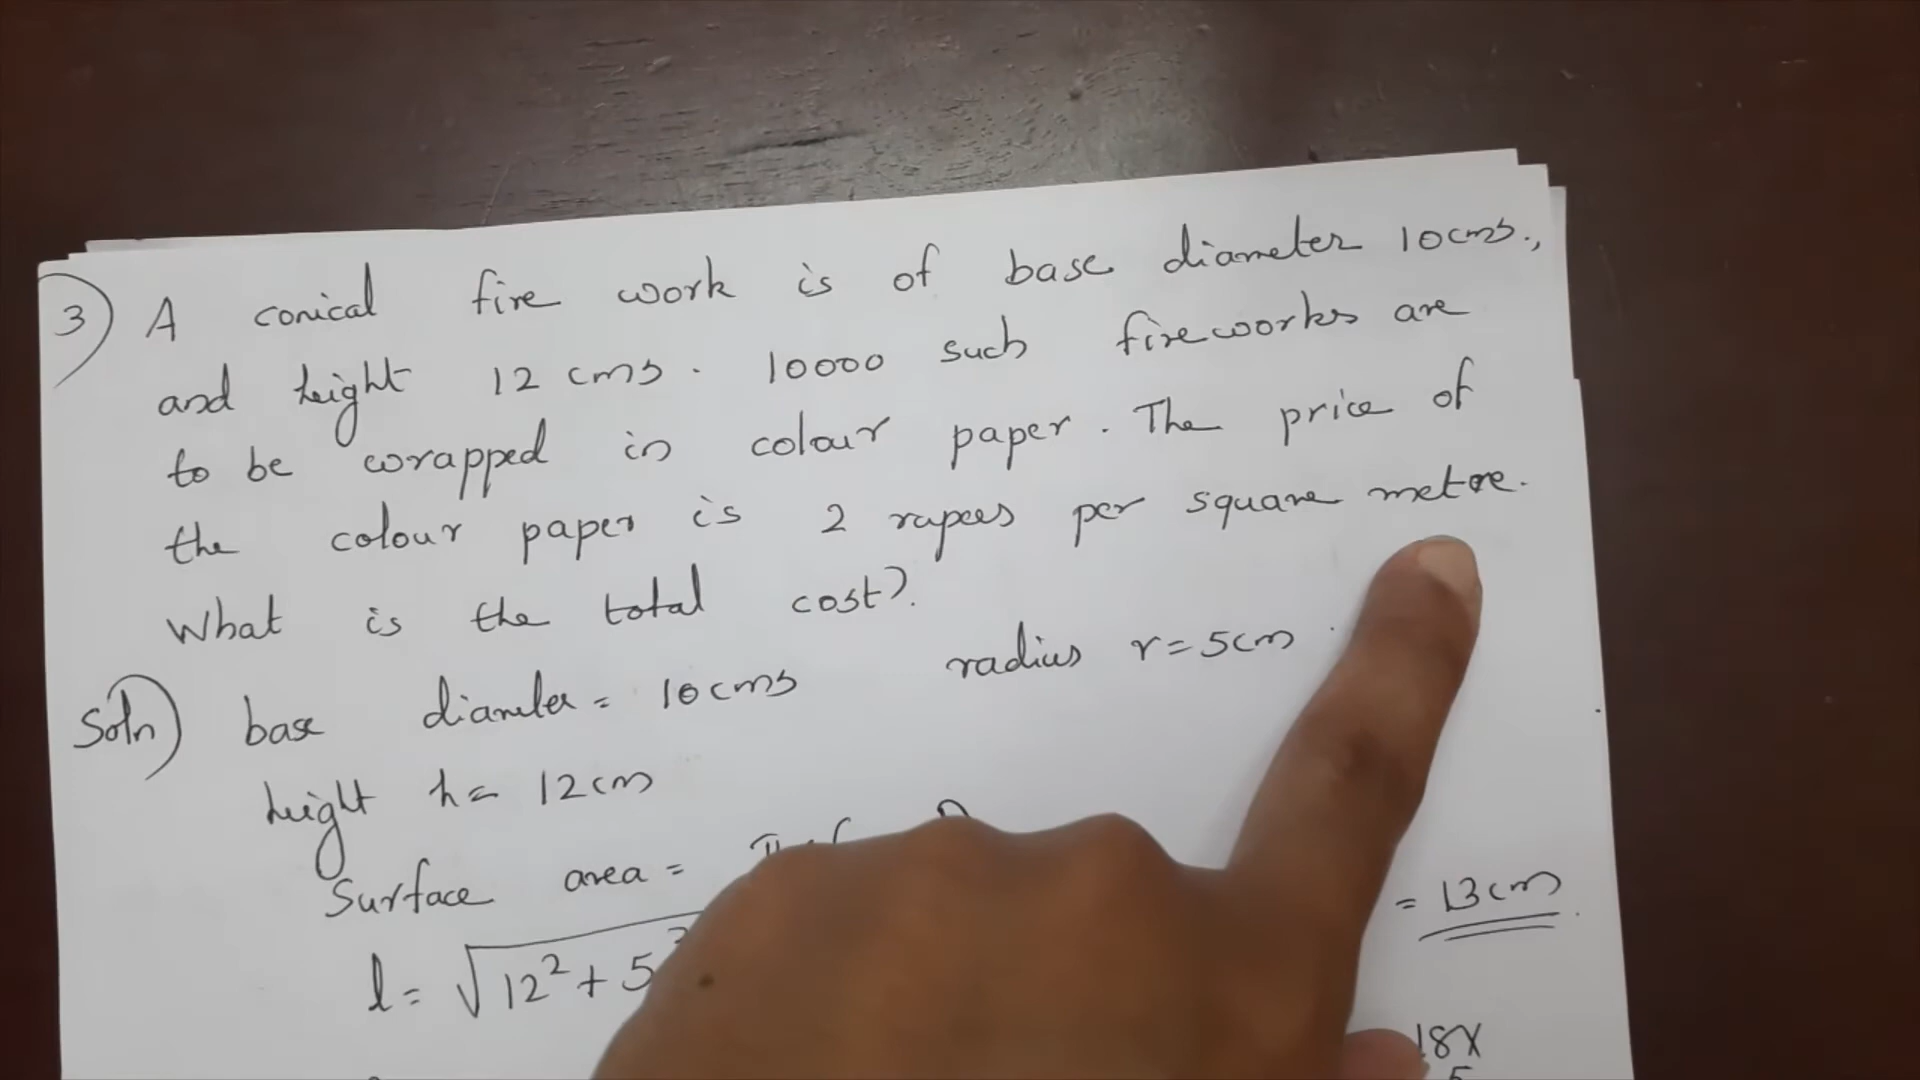 3) A conical fire work is of base diameter 10cms.,
and height 12 cms. 10000 such fireworks are
to be wrapped in colour paper. The price of
the colour paper is 2 rupees per square metre.
What is the total cost?
Soln) base diameter = 10cms radius r = 5cm
height h = 12cm
Surface area =
l = √12² + 5² = 13cm
18X
5